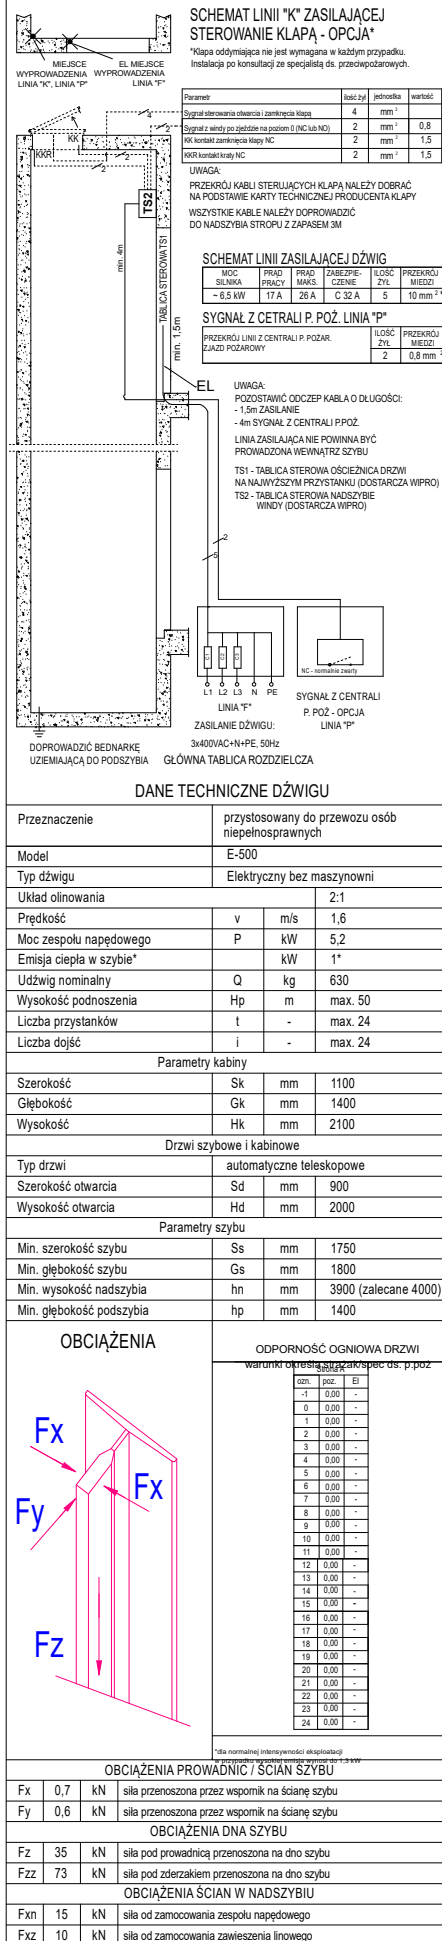 SCHEMAT LINII "K" ZASILAJĄCEJ
STEROWANIE KLAPĄ - OPCJA*
*Klapa oddymiająca nie jest wymagana w każdym przypadku.
Instalacja po konsultacji ze specjalistą ds. przeciwpożarowych.
MIEJSCE
WYPROWADZENIA
LINIA "K", LINIA "P"
EL MIEJSCE
WYPROWADZENIA
LINIA "F"
Parametr ilość żył jednostka wartość
Sygnał sterowania otwarcia i zamknięcia klapą 4 mm ²
Sygnał z windy po zjeździe na poziom 0 (NC lub NO) 2 mm ² 0,8
KK kontakt zamknięcia klapy NC 2 mm ² 1,5
KKR kontakt kraty NC 2 mm ² 1,5
4
2
KK
KKR
2
2
TS2
UWAGA:
PRZEKRÓJ KABLI STERUJĄCYCH KLAPĄ NALEŻY DOBRAĆ
NA PODSTAWIE KARTY TECHNICZNEJ PRODUCENTA KLAPY
WSZYSTKIE KABLE NALEŻY DOPROWADZIĆ
DO NADSZYBIA STROPU Z ZAPASEM 3M
min. 4m
TABLICA STEROWA TS1
min. 1,5m
SCHEMAT LINII ZASILAJĄCEJ DŹWIG
MOC SILNIKA PRĄD PRACY PRĄD MAKS. ZABEZPIE- CZENIE ILOŚĆ ŻYŁ PRZEKRÓJ MIEDZI
~ 6,5 kW 17 A 26 A C 32 A 5 10 mm ² *
SYGNAŁ Z CETRALI P. POŻ. LINIA "P"
PRZEKRÓJ LINII Z CENTRALI P. POŻAR.
ZJAZD POŻAROWY
ILOŚĆ ŻYŁ PRZEKRÓJ MIEDZI
2 0,8 mm ²
EL
UWAGA:
POZOSTAWIĆ ODCZEP KABLA O DŁUGOŚCI:
- 1,5m ZASILANIE
- 4m SYGNAŁ Z CENTRALI P.POŻ.
LINIA ZASILAJĄCA NIE POWINNA BYĆ
PROWADZONA WEWNĄTRZ SZYBU
TS1 - TABLICA STEROWA OŚCIEŻNICA DRZWI
NA NAJWYŻSZYM PRZYSTANKU (DOSTARCZA WIPRO)
TS2 - TABLICA STEROWA NADSZYBIE
WINDY (DOSTARCZA WIPRO)
2
5
C1 C2 C3
L1 L2 L3 N PE
NC - normalnie zwarty
LINIA "F"
ZASILANIE DŹWIGU:
3x400VAC+N+PE, 50Hz
GŁÓWNA TABLICA ROZDZIELCZA
SYGNAŁ Z CENTRALI
P. POŻ - OPCJA
LINIA "P"
DOPROWADZIĆ BEDNARKĘ
UZIEMIAJĄCĄ DO PODSZYBIA
DANE TECHNICZNE DŹWIGU
Przeznaczenie przystosowany do przewozu osób
niepełnosprawnych
Model E-500
Typ dźwigu Elektryczny bez maszynowni
Układ olinowania 2:1
Prędkość v m/s 1,6
Moc zespołu napędowego P kW 5,2
Emisja ciepła w szybie* kW 1*
Udźwig nominalny Q kg 630
Wysokość podnoszenia Hp m max. 50
Liczba przystanków t - max. 24
Liczba dojść i - max. 24
Parametry kabiny
Szerokość Sk mm 1100
Głębokość Gk mm 1400
Wysokość Hk mm 2100
Drzwi szybowe i kabinowe
Typ drzwi automatyczne teleskopowe
Szerokość otwarcia Sd mm 900
Wysokość otwarcia Hd mm 2000
Parametry szybu
Min. szerokość szybu Ss mm 1750
Min. głębokość szybu Gs mm 1800
Min. wysokość nadszybia hn mm 3900 (zalecane 4000)
Min. głębokość podszybia hp mm 1400
OBCIĄŻENIA
Fx
Fx
Fy
Fz
ODPORNOŚĆ OGNIOWA DRZWI
warunki określa strażak/spec ds. p.poż
Strona A
ozn. poz. EI
-1 0,00 -
0 0,00 -
1 0,00 -
2 0,00 -
3 0,00 -
4 0,00 -
5 0,00 -
6 0,00 -
7 0,00 -
8 0,00 -
9 0,00 -
10 0,00 -
11 0,00 -
12 0,00 -
13 0,00 -
14 0,00 -
15 0,00 -
16 0,00 -
17 0,00 -
18 0,00 -
19 0,00 -
20 0,00 -
21 0,00 -
22 0,00 -
23 0,00 -
24 0,00 -
*dla normalnej intensywności eksploatacji
w przypadku wysokiej emisja wynosi do 1,3 kW
OBCIĄŻENIA PROWADNIC / ŚCIAN SZYBU
Fx 0,7 kN siła przenoszona przez wspornik na ścianę szybu
Fy 0,6 kN siła przenoszona przez wspornik na ścianę szybu
OBCIĄŻENIA DNA SZYBU
Fz 35 kN siła pod prowadnicą przenoszona na dno szybu
Fzz 73 kN siła pod zderzakiem przenoszona na dno szybu
OBCIĄŻENIA ŚCIAN W NADSZYBIU
Fxn 15 kN siła od zamocowania zespołu napędowego
Fxz 10 kN siła od zamocowania zawieszenia linowego